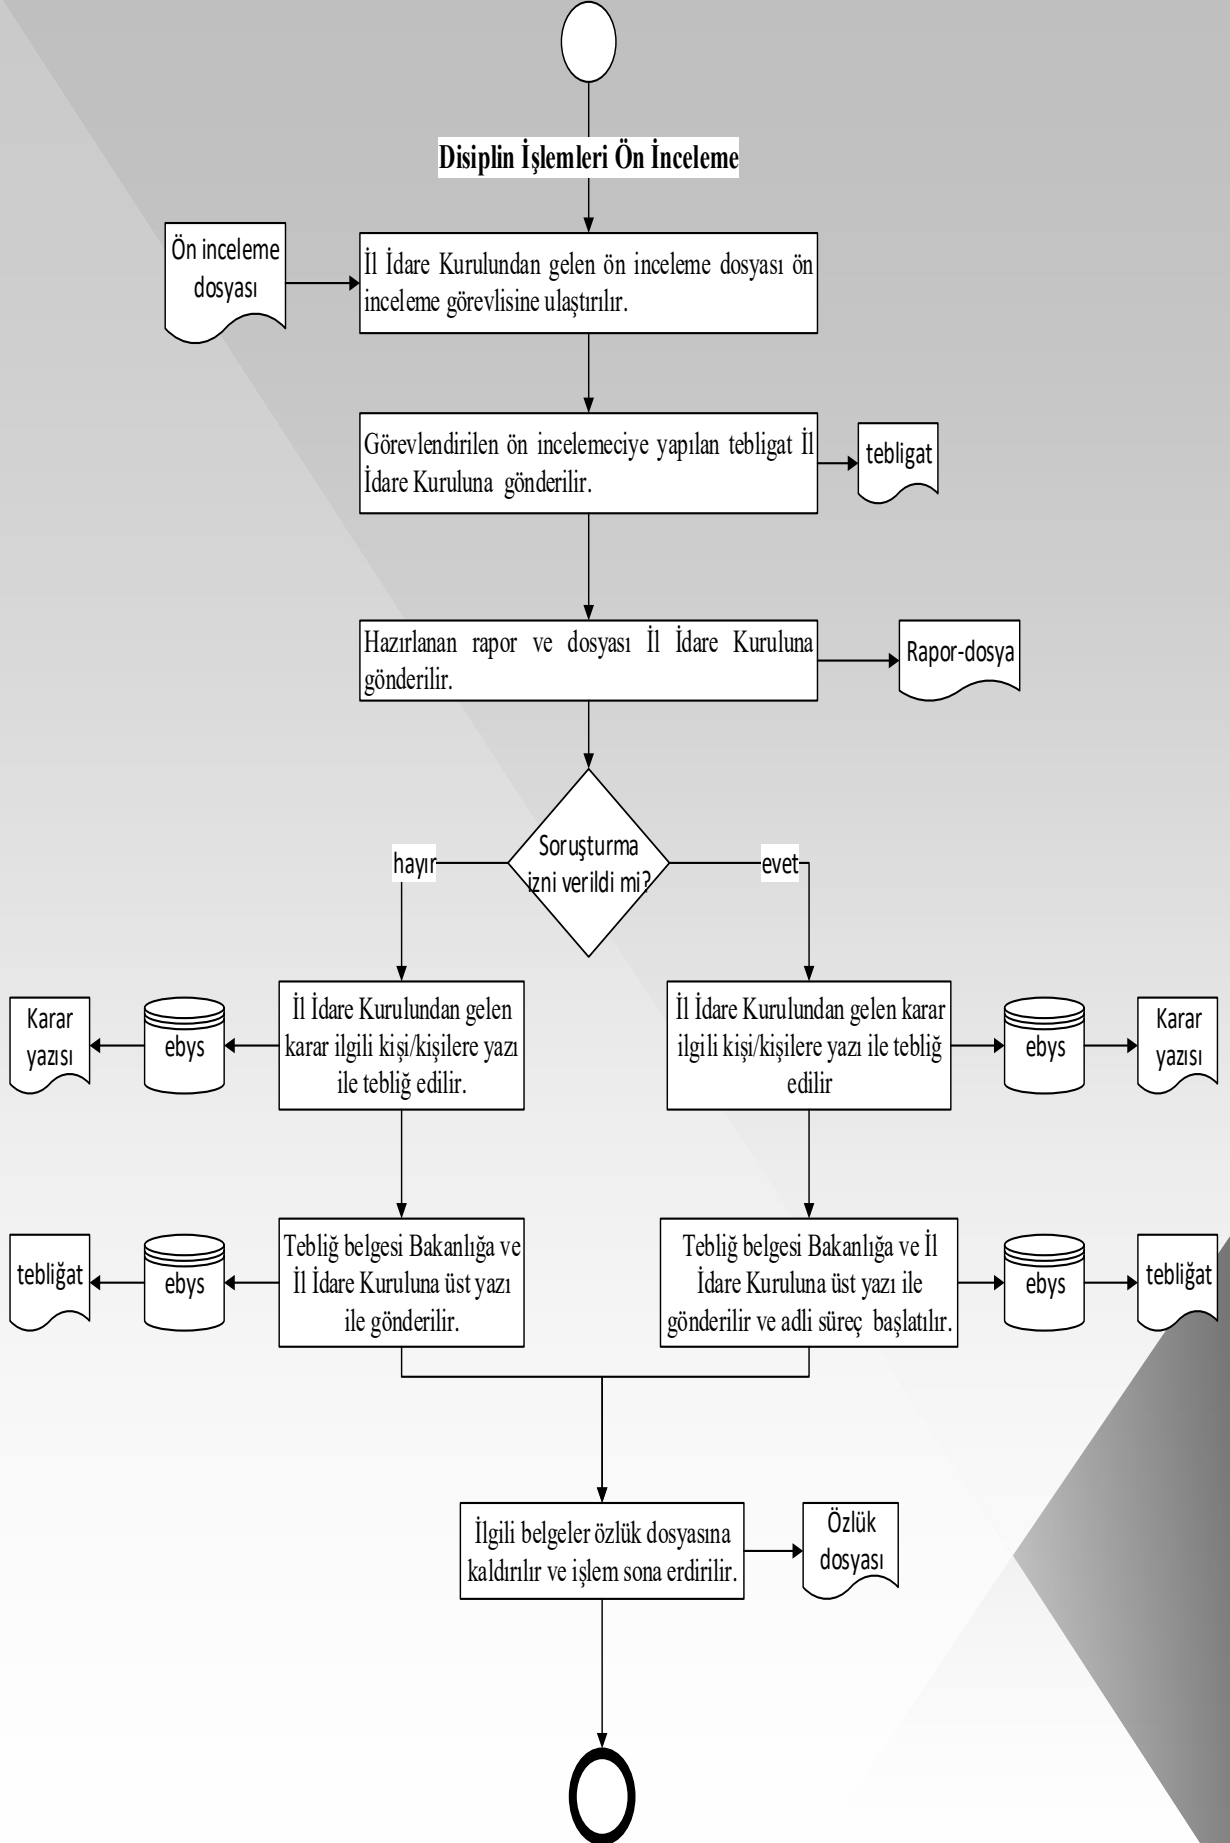 Disiplin İşlemleri Ön İnceleme
Ön inceleme
dosyası
İl İdare Kurulundan gelen ön inceleme dosyası ön
inceleme görevlisine ulaştırılır.
Görevlendirilen ön incelemeciye yapılan tebligat İl
İdare Kuruluna gönderilir.
tebligat
Hazırlanan rapor ve dosyası İl İdare Kuruluna
gönderilir.
Rapor-dosya
Soruşturma
izni verildi mi?
hayır
evet
Karar
yazısı
ebys
İl İdare Kurulundan gelen
karar ilgili kişi/kişilere yazı
ile tebliğ edilir.
İl İdare Kurulundan gelen karar
ilgili kişi/kişilere yazı ile tebliğ
edilir
ebys
Karar
yazısı
tebliğat
ebys
Tebliğ belgesi Bakanlığa ve
İl İdare Kuruluna üst yazı
ile gönderilir.
Tebliğ belgesi Bakanlığa ve İl
İdare Kuruluna üst yazı ile
gönderilir ve adli süreç başlatılır.
ebys
tebliğat
İlgili belgeler özlük dosyasına
kaldırılır ve işlem sona erdirilir.
Özlük
dosyası